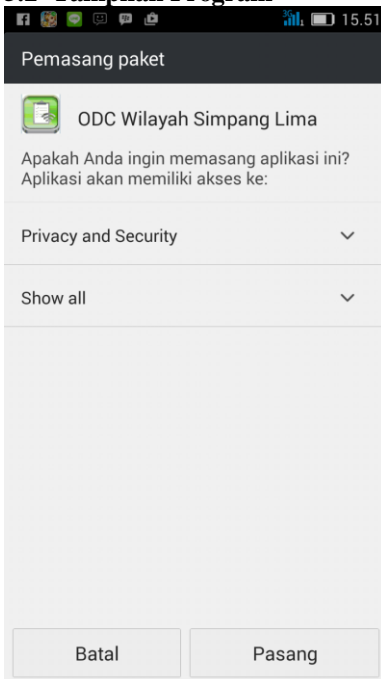 15.51
Pemasang paket
ODC Wilayah Simpang Lima
Apakah Anda ingin memasang aplikasi ini?
Aplikasi akan memiliki akses ke:
Privacy and Security
Show all
Batal
Pasang